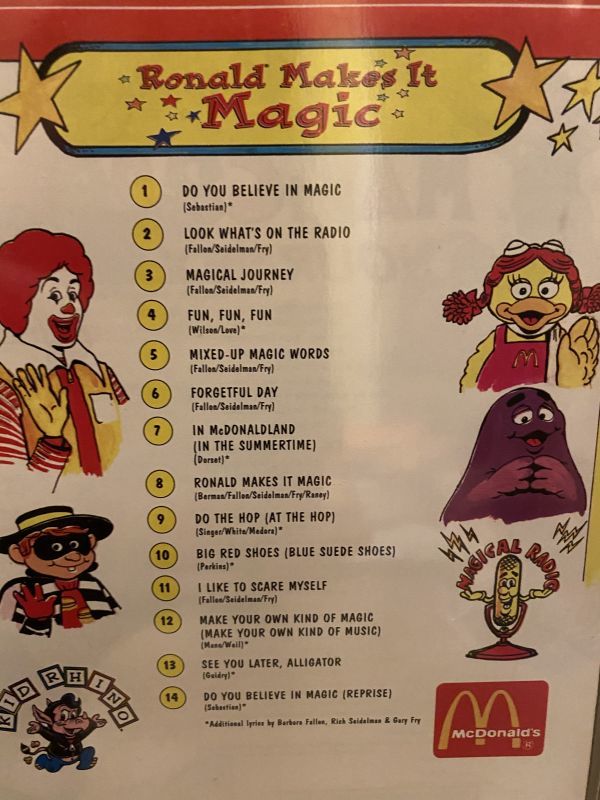 Ronald Makes It
Magic
1 DO YOU BELIEVE IN MAGIC
(Sebastian)*
2 LOOK WHAT'S ON THE RADIO
(Fallon/Seidelman/Fry)
3 MAGICAL JOURNEY
(Fallon/Seidelman/Fry)
4 FUN, FUN, FUN
(Wilson/Love)*
5 MIXED-UP MAGIC WORDS
(Fallon/Seidelman/Fry)
6 FORGETFUL DAY
(Fallon/Seidelman/Fry)
7 IN McDONALDLAND
(IN THE SUMMERTIME)
(Dorset)*
8 RONALD MAKES IT MAGIC
(Berman/Fallon/Seidelman/Fry/Raney)
9 DO THE HOP (AT THE HOP)
(Singer/White/Medora)*
10 BIG RED SHOES (BLUE SUEDE SHOES)
(Perkins)*
11 I LIKE TO SCARE MYSELF
(Fallon/Seidelman/Fry)
12 MAKE YOUR OWN KIND OF MAGIC
(MAKE YOUR OWN KIND OF MUSIC)
(Mann/Weil)*
13 SEE YOU LATER, ALLIGATOR
(Guidry)*
14 DO YOU BELIEVE IN MAGIC (REPRISE)
(Sebastian)*
*Additional lyrics by Barbara Fallon, Rich Seidelman & Gary Fry
MAGICAL RADIO
KID RHINO
McDonald's
®